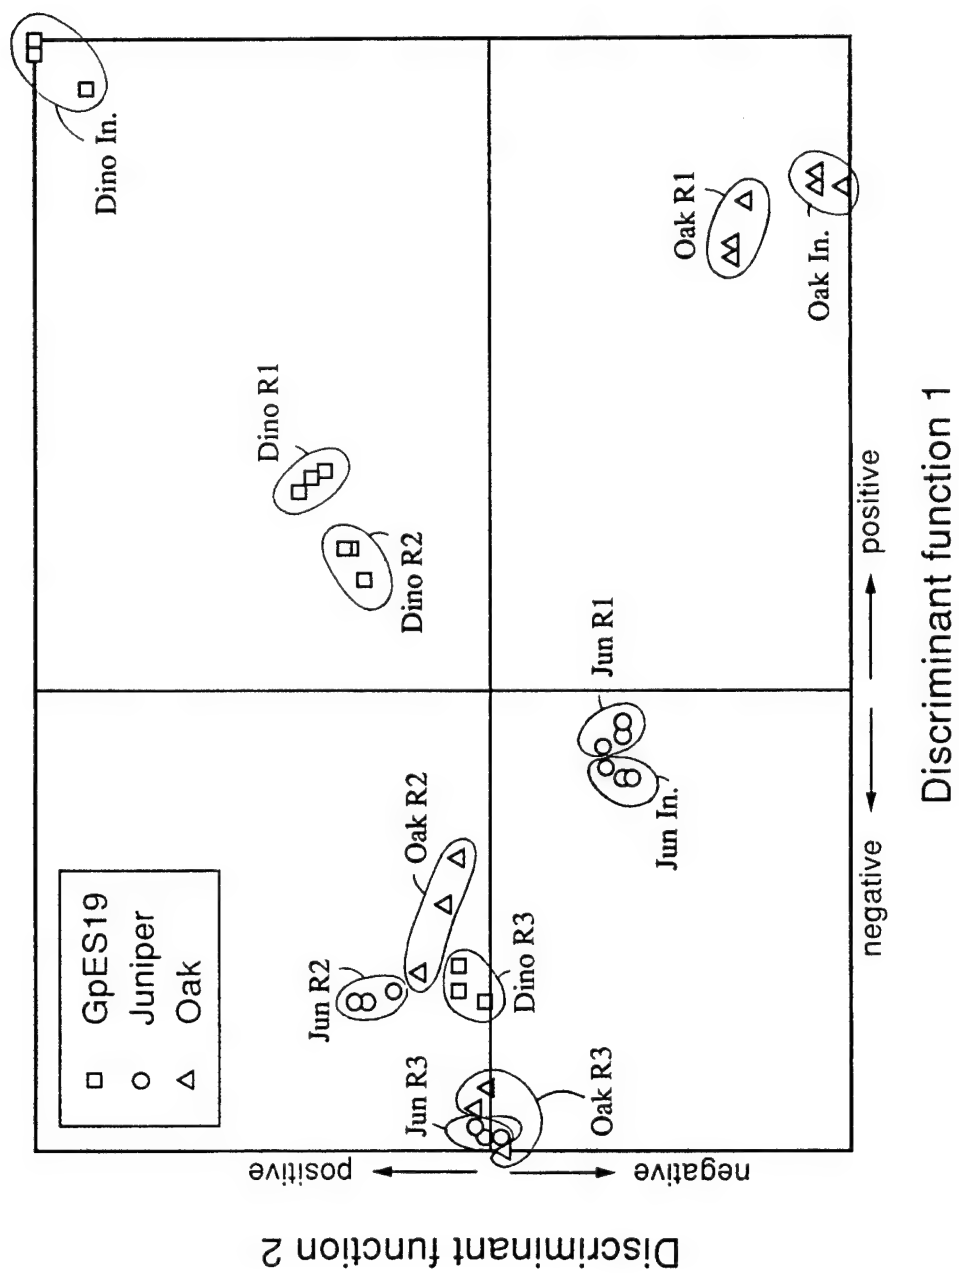 Dino In.
Dino R1
Dino R2
Oak R1
Oak In.
GpES19
Juniper
Oak
Oak R2
Jun R2
Dino R3
Jun R3
Oak R3
Jun R1
Jun In.
negative
positive
Discriminant function 1
positive
negative
Discriminant function 2